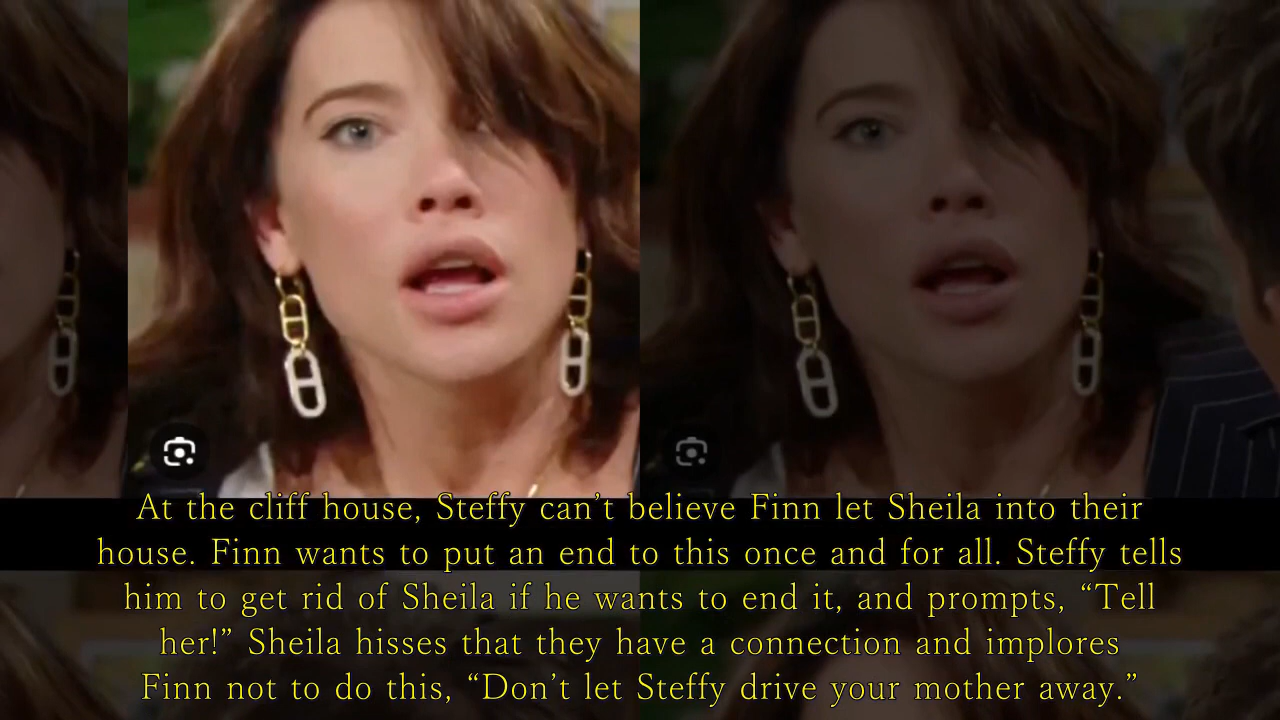 At the cliff house, Steffy can’t believe Finn let Sheila into their
house. Finn wants to put an end to this once and for all. Steffy tells
him to get rid of Sheila if he wants to end it, and prompts, “Tell
her!” Sheila hisses that they have a connection and implores
Finn not to do this, “Don’t let Steffy drive your mother away.”